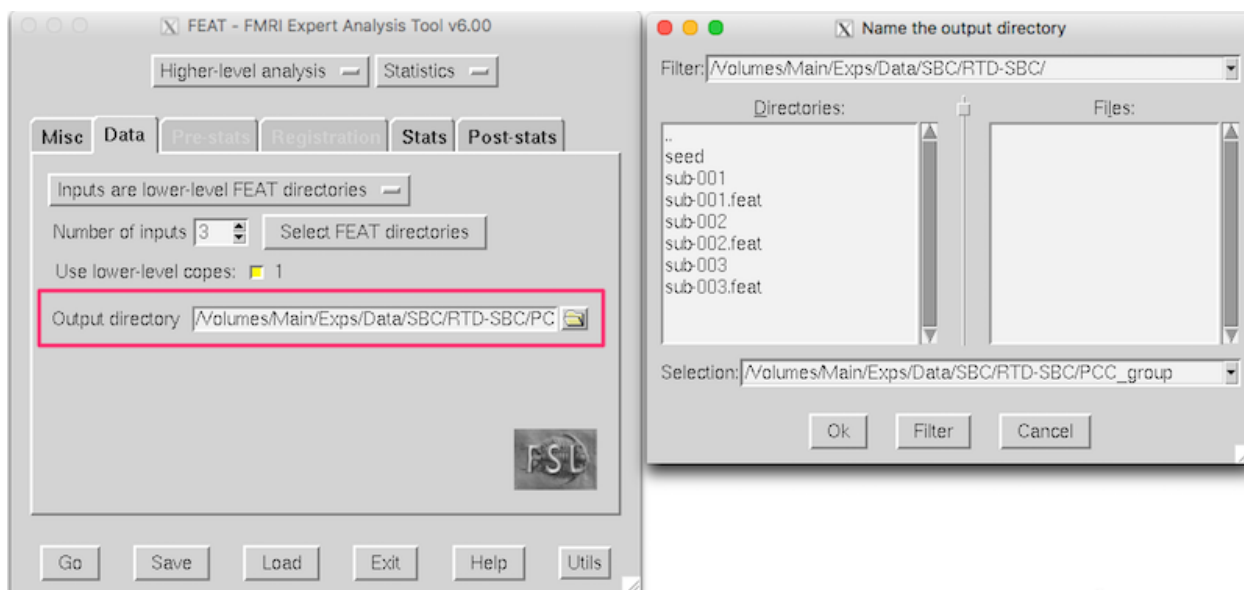 FEAT - FMRI Expert Analysis Tool v6.00
Higher-level analysis
Statistics
Misc
Data
Pre-stats
Registration
Stats
Post-stats
Inputs are lower-level FEAT directories
Number of inputs 3
Select FEAT directories
Use lower-level copes: 1
Output directory /Volumes/Main/Exps/Data/SBC/RTD-SBC/PC
FSL
Go
Save
Load
Exit
Help
Utils
Name the output directory
Filter: /Volumes/Main/Exps/Data/SBC/RTD-SBC/
Directories:
..
seed
sub-001
sub-001.feat
sub-002
sub-002.feat
sub-003
sub-003.feat
Files:
Selection: /Volumes/Main/Exps/Data/SBC/RTD-SBC/PCC_group
Ok
Filter
Cancel